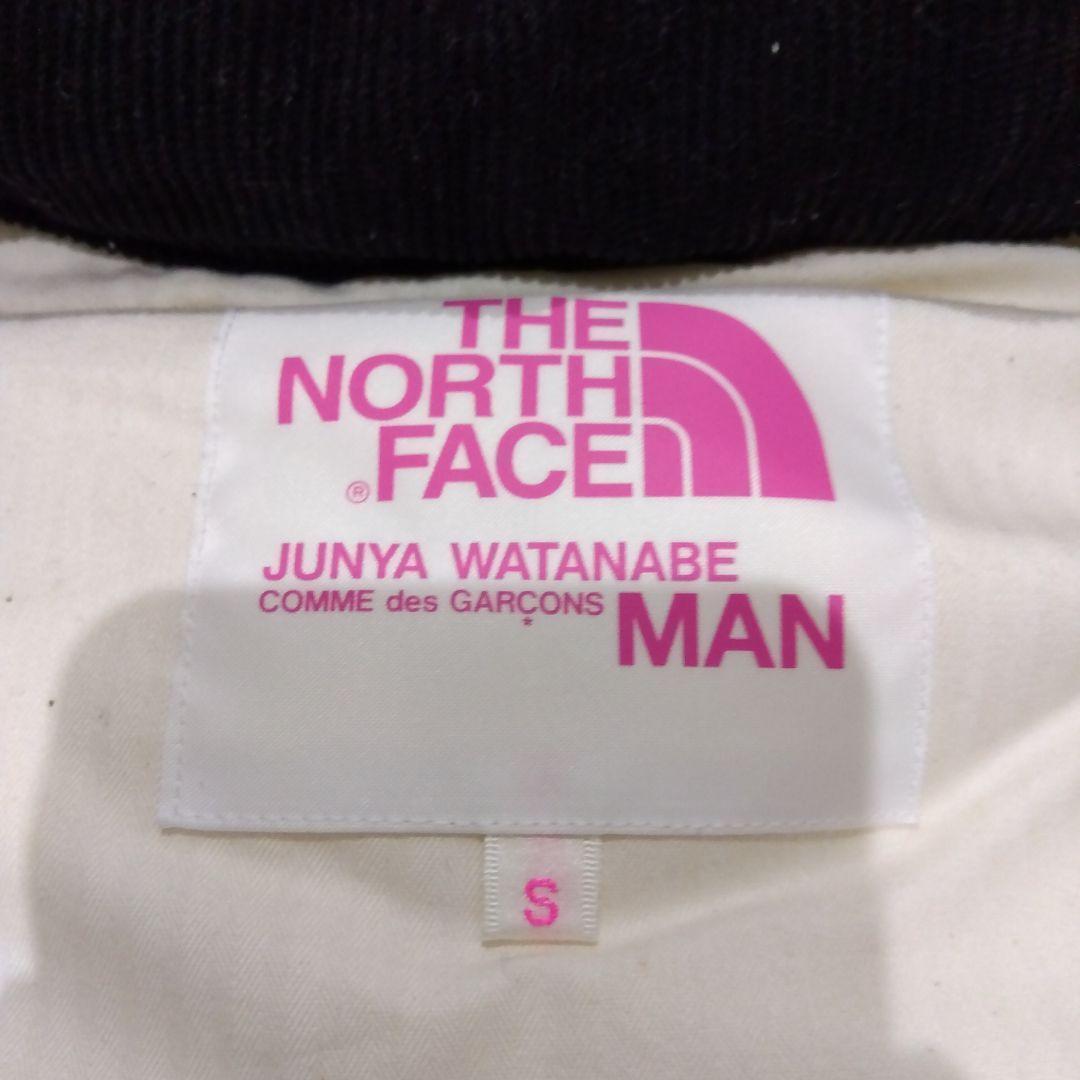 THE
NORTH
FACE
®
JUNYA WATANABE
COMME des GARÇONS
*
MAN
S